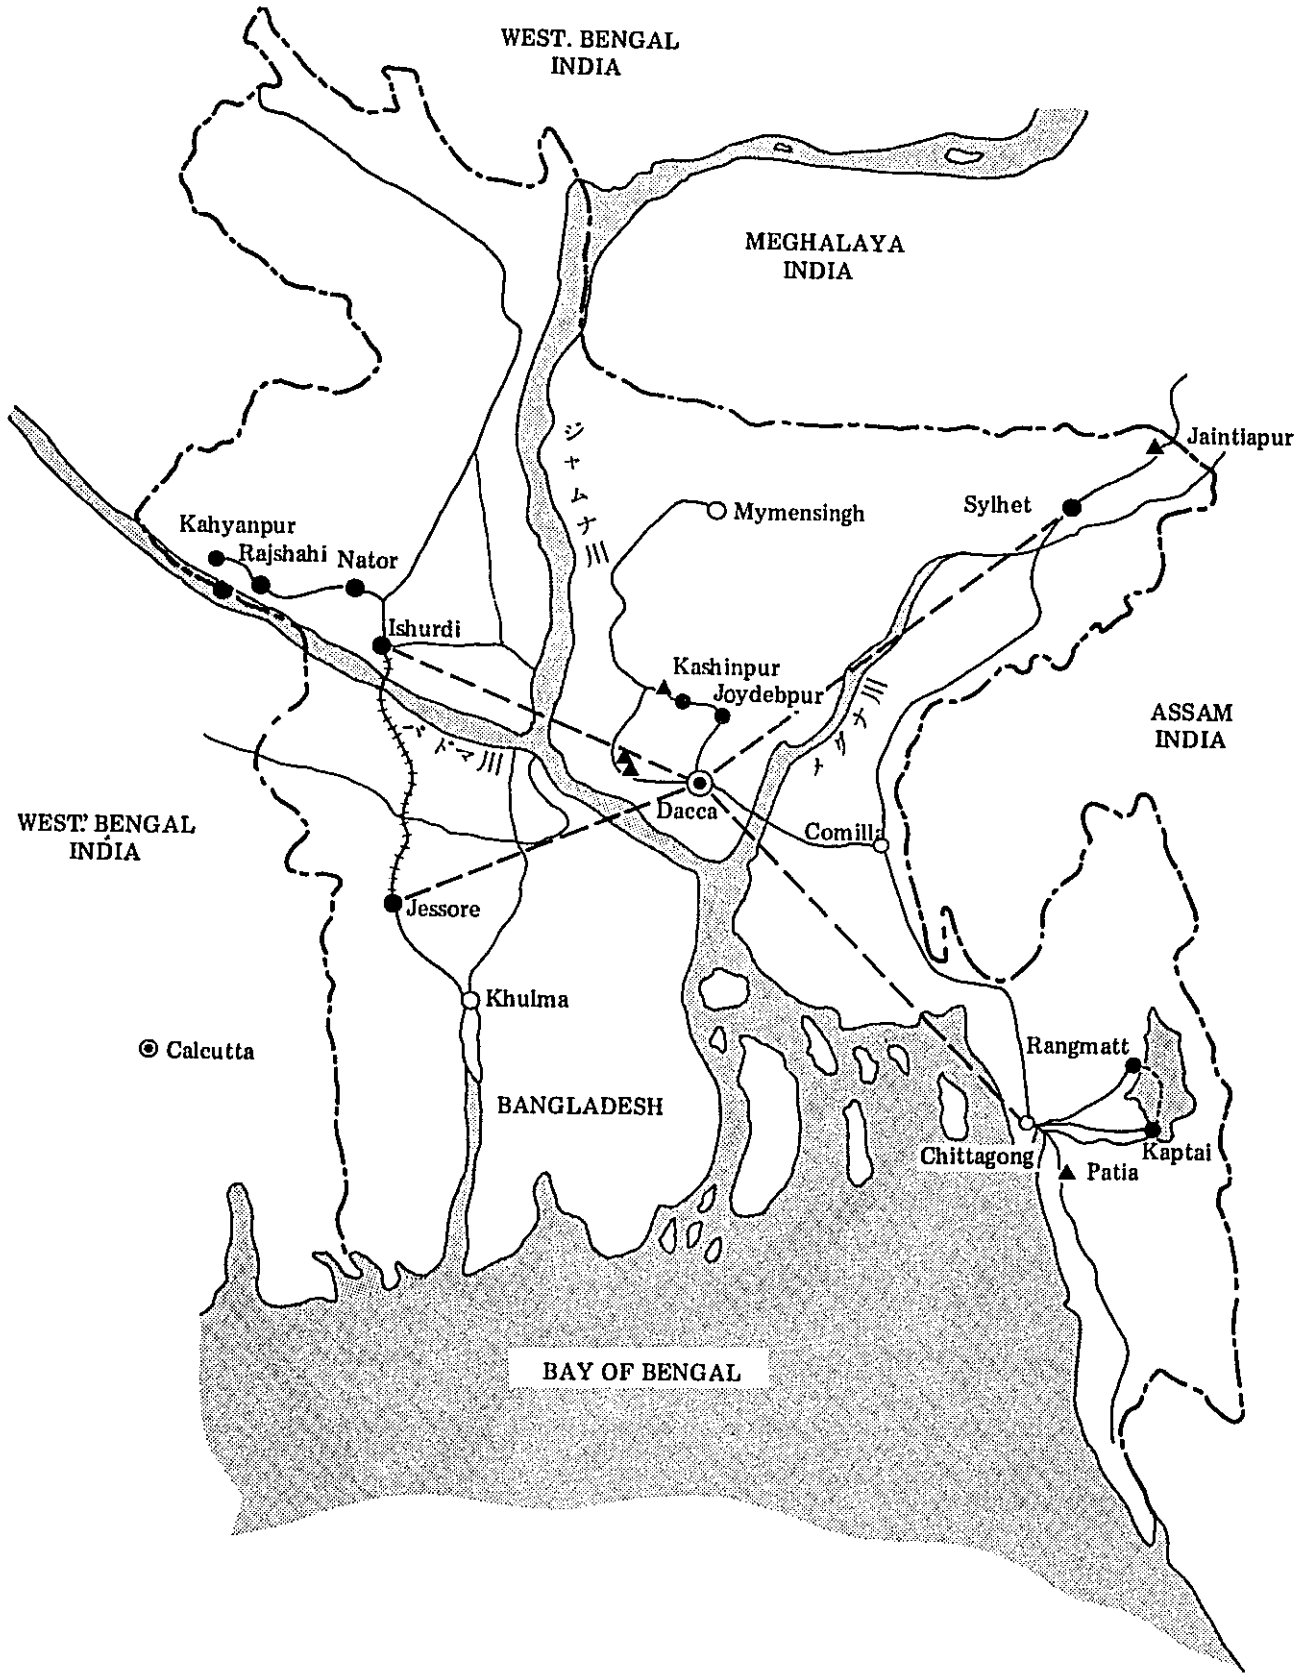 WEST. BENGAL
INDIA
MEGHALAYA
INDIA
Jaintiapur
ジャムナ川
Sylhet
Mymensingh
Kahyanpur
Rajshahi
Nator
Ishurdi
Kashinpur
Joydebpur
ASSAM
INDIA
パドマ川
メグナ川
Dacca
Comilla
WEST. BENGAL
INDIA
Jessore
Khulma
Calcutta
Rangmatt
BANGLADESH
Chittagong
Kaptai
Patia
BAY OF BENGAL